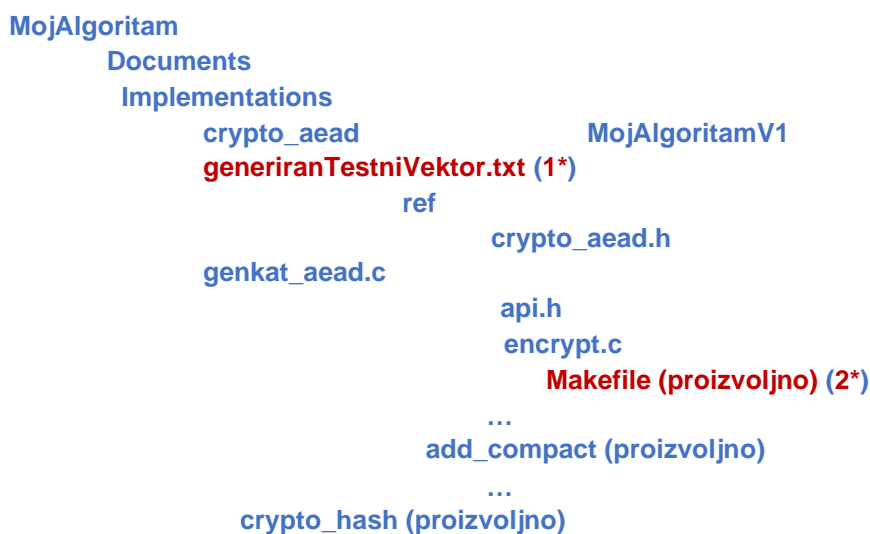 MojAlgoritam
Documents
Implementations
crypto_aead MojAlgoritamV1
generiranTestniVektor.txt (1*)
ref
crypto_aead.h
genkat_aead.c
api.h
encrypt.c
Makefile (proizvoljno) (2*)
…
add_compact (proizvoljno)
…
crypto_hash (proizvoljno)